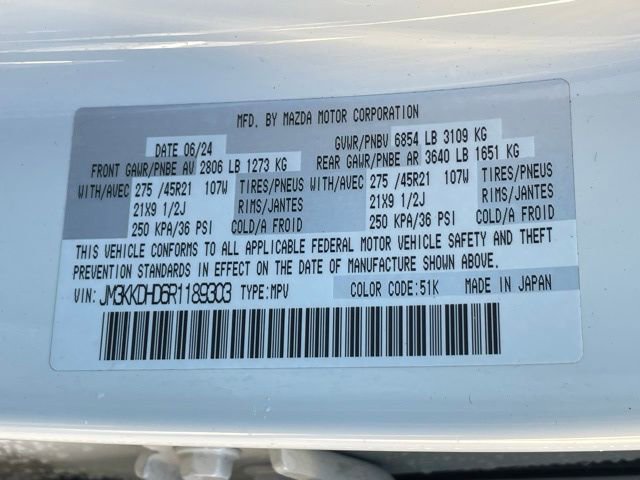 MFD. BY MAZDA MOTOR CORPORATION
DATE 06/24 GVWR/PNBV 6854 LB 3109 KG
FRONT GAWR/PNBE AV 2806 LB 1273 KG REAR GAWR/PNBE AR 3640 LB 1651 KG
WITH/AVEC 275 /45R21 107W TIRES/PNEUS WITH/AVEC 275 /45R21 107W TIRES/PNEUS
21X9 1/2J RIMS/JANTES 21X9 1/2J RIMS/JANTES
250 KPA/36 PSI COLD/A FROID 250 KPA/36 PSI COLD/A FROID
THIS VEHICLE CONFORMS TO ALL APPLICABLE FEDERAL MOTOR VEHICLE SAFETY AND THEFT
PREVENTION STANDARDS IN EFFECT ON THE DATE OF MANUFACTURE SHOWN ABOVE.
VIN: JM3KKDHD6R1189303 TYPE:MPV COLOR CODE:51K MADE IN JAPAN